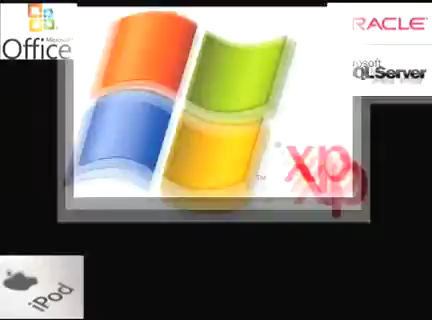 Microsoft
Office
RACLE
rosoft
QLServer
TM
xp
iPod